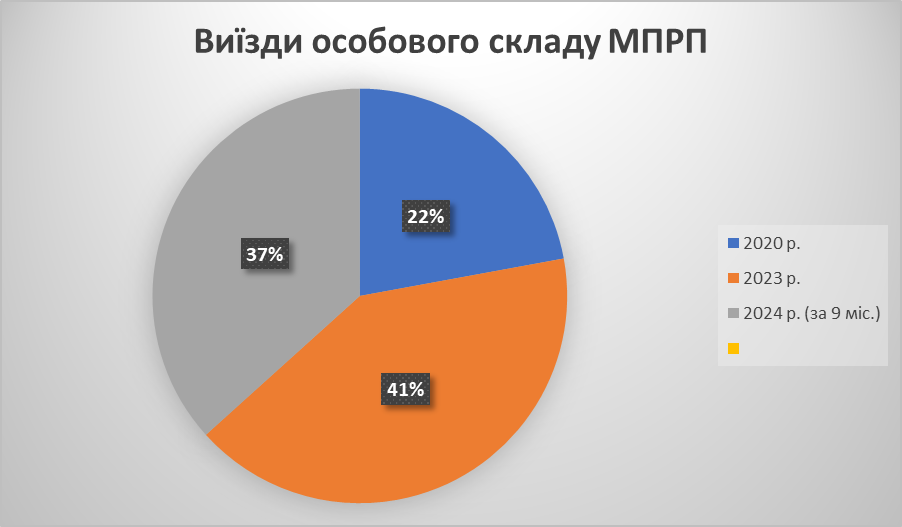 Виїзди особового складу МПРП
22%
37%
41%
2020 р.
2023 р.
2024 р. (за 9 міс.)